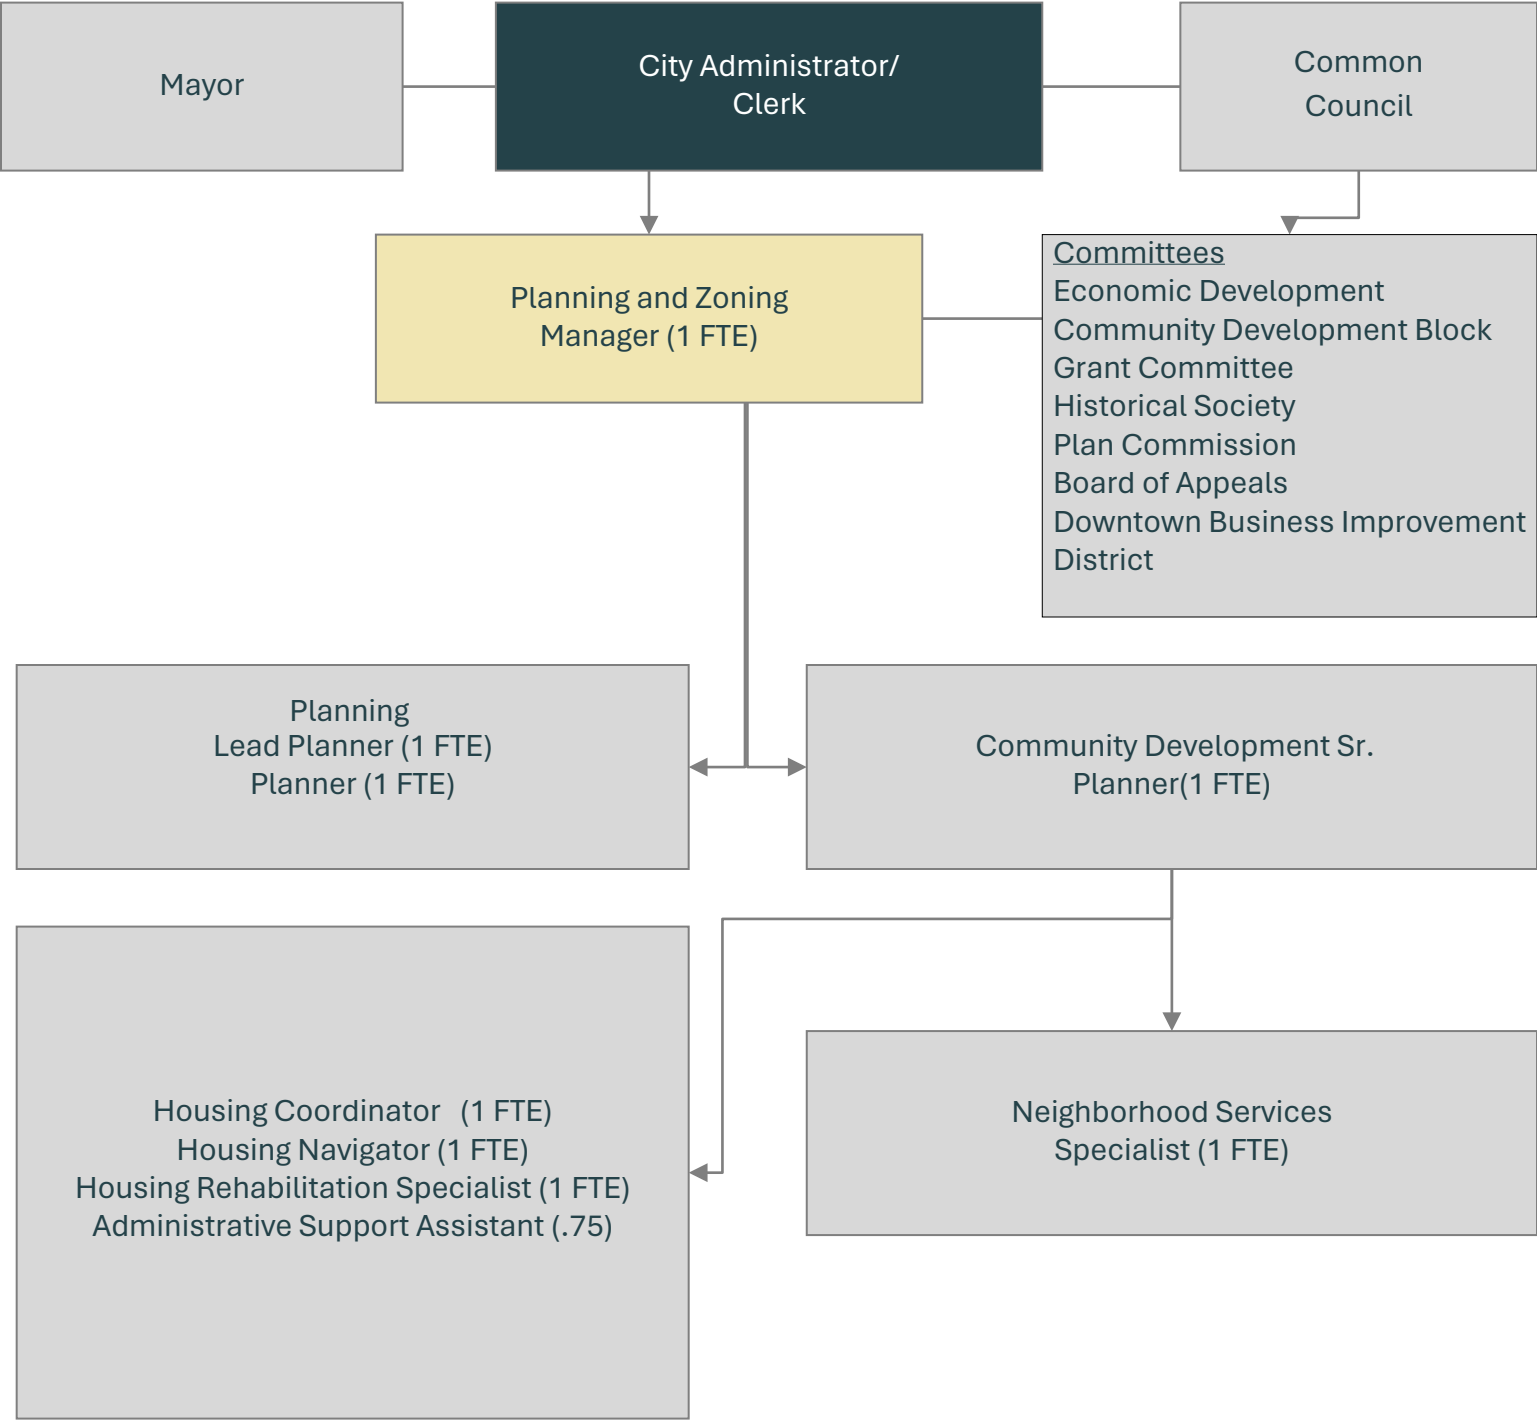 Mayor
City Administrator/
Clerk
Common
Council
Planning and Zoning
Manager (1 FTE)
Committees
Economic Development
Community Development Block
Grant Committee
Historical Society
Plan Commission
Board of Appeals
Downtown Business Improvement
District
Planning
Lead Planner (1 FTE)
Planner (1 FTE)
Community Development Sr.
Planner(1 FTE)
Housing Coordinator   (1 FTE)
Housing Navigator (1 FTE)
Housing Rehabilitation Specialist (1 FTE)
Administrative Support Assistant (.75)
Neighborhood Services
Specialist (1 FTE)